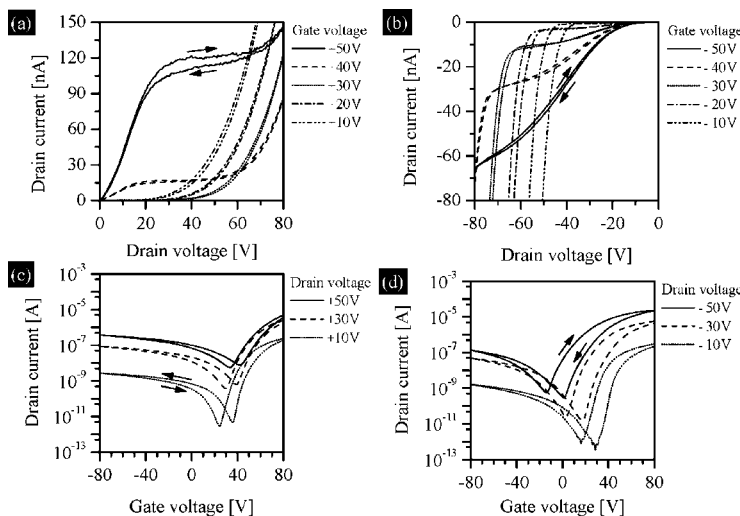 (a)
150
120
90
60
30
0
Drain current [nA]
0 20 40 60 80
Drain voltage [V]
Gate voltage
+50V
+40V
+30V
+20V
+10V
(b)
0
-20
-40
-60
-80
Drain current [nA]
-80 -60 -40 -20 0
Drain voltage [V]
Gate voltage
- 50V
- 40V
- 30V
- 20V
- 10V
(c)
10-3
10-5
10-7
10-9
10-11
10-13
Drain current [A]
-80 -40 0 40 80
Gate voltage [V]
Drain voltage
+50V
+30V
+10V
(d)
10-3
10-5
10-7
10-9
10-11
10-13
Drain current [A]
-80 -40 0 40 80
Gate voltage [V]
Drain voltage
- 50V
- 30V
- 10V